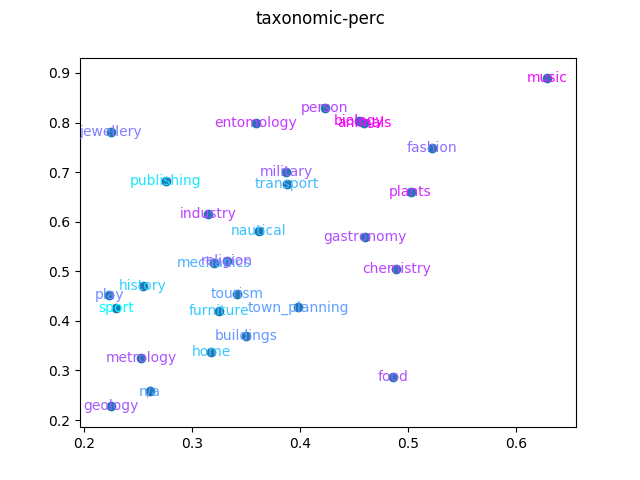 taxonomic-perc
0.9
music
person
biology
0.8
entomology
animals
jewellery
fashion
0.7
military
publishing
transport
plants
0.6
industry
nautical
gastronomy
0.5
mechanics
religion
chemistry
history
play
tourism
0.4
sport
furniture
town_planning
buildings
home
0.3
metrology
food
n/a
geology
0.2
0.2
0.3
0.4
0.5
0.6